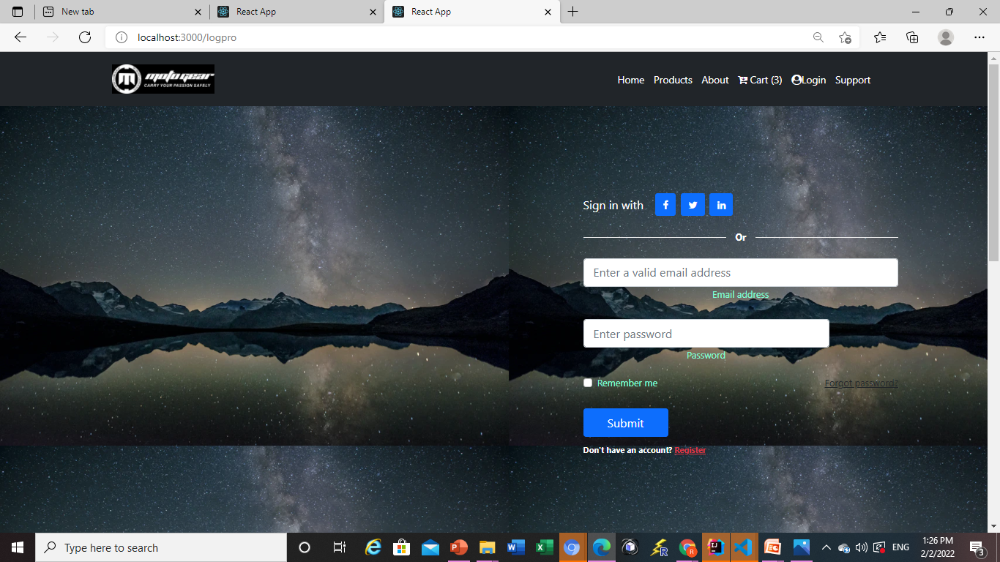 New tab
React App
React App
localhost:3000/logpro
moto gear
CARRY YOUR PASSION SAFELY
Home Products About Cart (3) Login Support
Sign in with
Or
Enter a valid email address
Email address
Enter password
Password
Remember me
Forgot password?
Submit
Don't have an account? Register
Type here to search
ENG
1:26 PM
2/2/2022
3